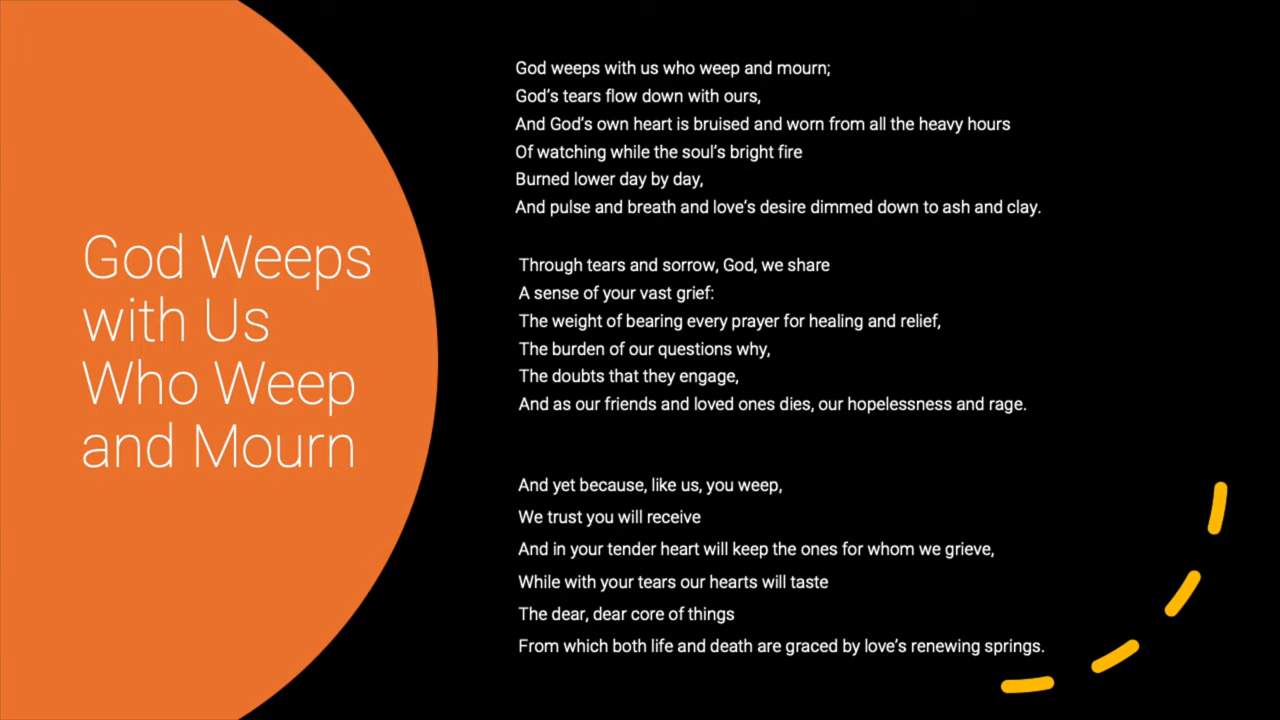 God Weeps
with Us
Who Weep
and Mourn
God weeps with us who weep and mourn;
God’s tears flow down with ours,
And God’s own heart is bruised and worn from all the heavy hours
Of watching while the soul’s bright fire
Burned lower day by day,
And pulse and breath and love’s desire dimmed down to ash and clay.
Through tears and sorrow, God, we share
A sense of your vast grief:
The weight of bearing every prayer for healing and relief,
The burden of our questions why,
The doubts that they engage,
And as our friends and loved ones dies, our hopelessness and rage.
And yet because, like us, you weep,
We trust you will receive
And in your tender heart will keep the ones for whom we grieve,
While with your tears our hearts will taste
The dear, dear core of things
From which both life and death are graced by love’s renewing springs.